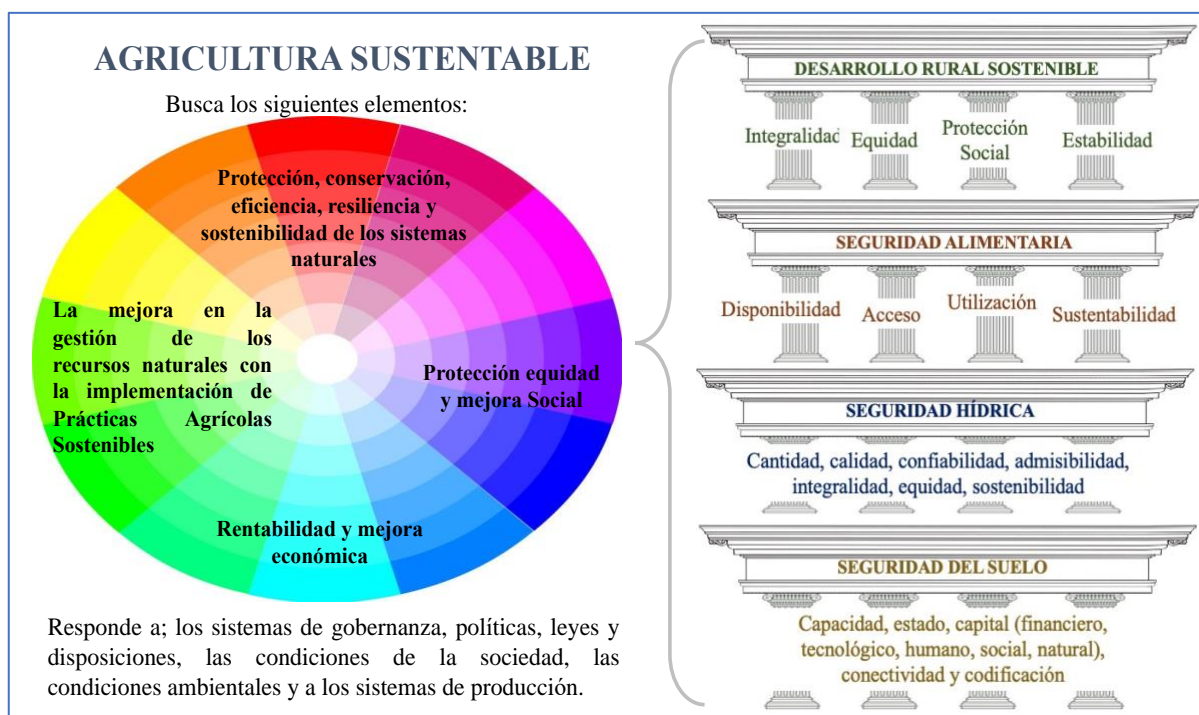 AGRICULTURA SUSTENTABLE
Busca los siguientes elementos:
Protección, conservación,
eficiencia, resiliencia y
sostenibilidad de los sistemas
naturales
La mejora en la
gestión de los
recursos naturales con
la implementación de
Prácticas Agrícolas
Sostenibles
Protección equidad
y mejora Social
Rentabilidad y mejora
económica
Responde a; los sistemas de gobernanza, políticas, leyes y
disposiciones, las condiciones de la sociedad, las
condiciones ambientales y a los sistemas de producción.
DESARROLLO RURAL SOSTENIBLE
Integralidad
Equidad
Protección
Social
Estabilidad
SEGURIDAD ALIMENTARIA
Disponibilidad
Acceso
Utilización
Sustentabilidad
SEGURIDAD HÍDRICA
Cantidad, calidad, confiabilidad, admisibilidad,
integralidad, equidad, sostenibilidad
SEGURIDAD DEL SUELO
Capacidad, estado, capital (financiero,
tecnológico, humano, social, natural),
conectividad y codificación